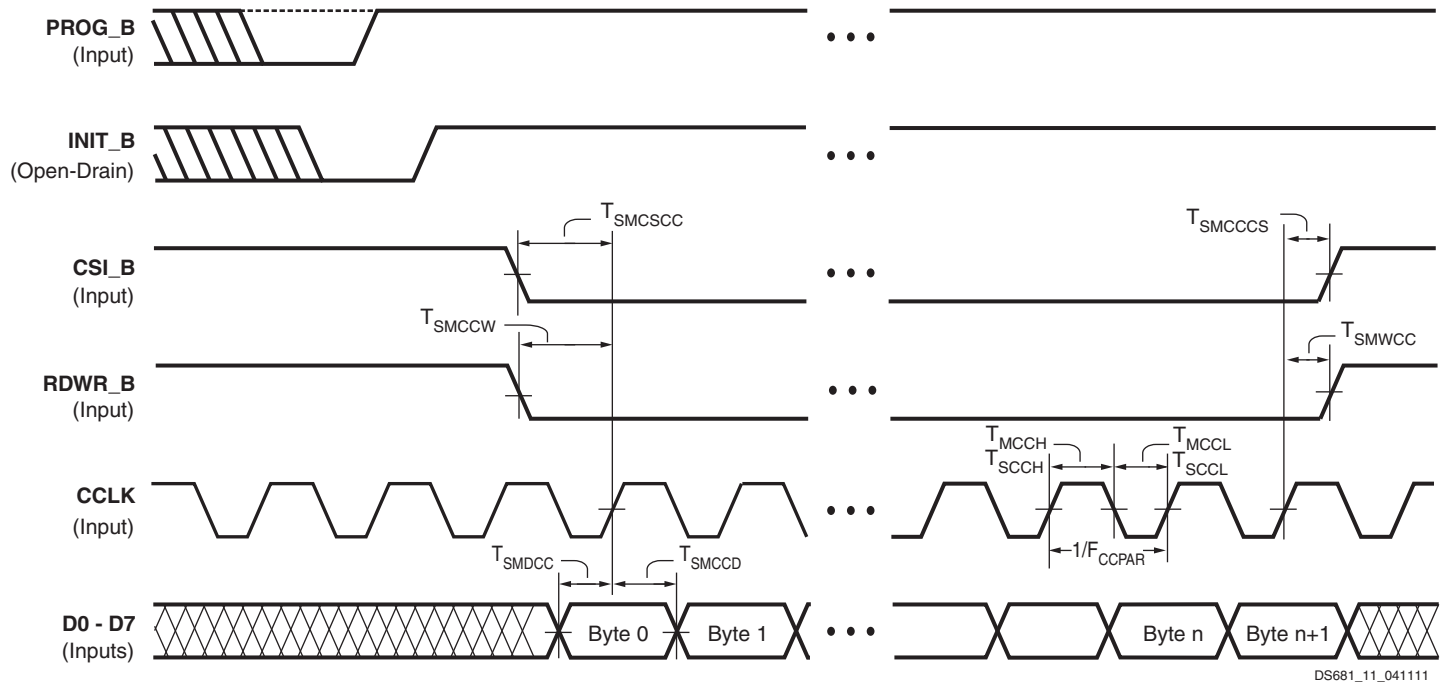 PROG_B
(Input)
INIT_B
(Open-Drain)
T_SMCSCC
T_SMCCCS
CSI_B
(Input)
T_SMCCW
T_SMWCC
RDWR_B
(Input)
T_MCCH
T_SCCH
T_MCCL
T_SCCL
CCLK
(Input)
1/F_CCPAR
T_SMDCC
T_SMCCD
D0 - D7
(Inputs)
Byte 0
Byte 1
Byte n
Byte n+1
DS681_11_041111